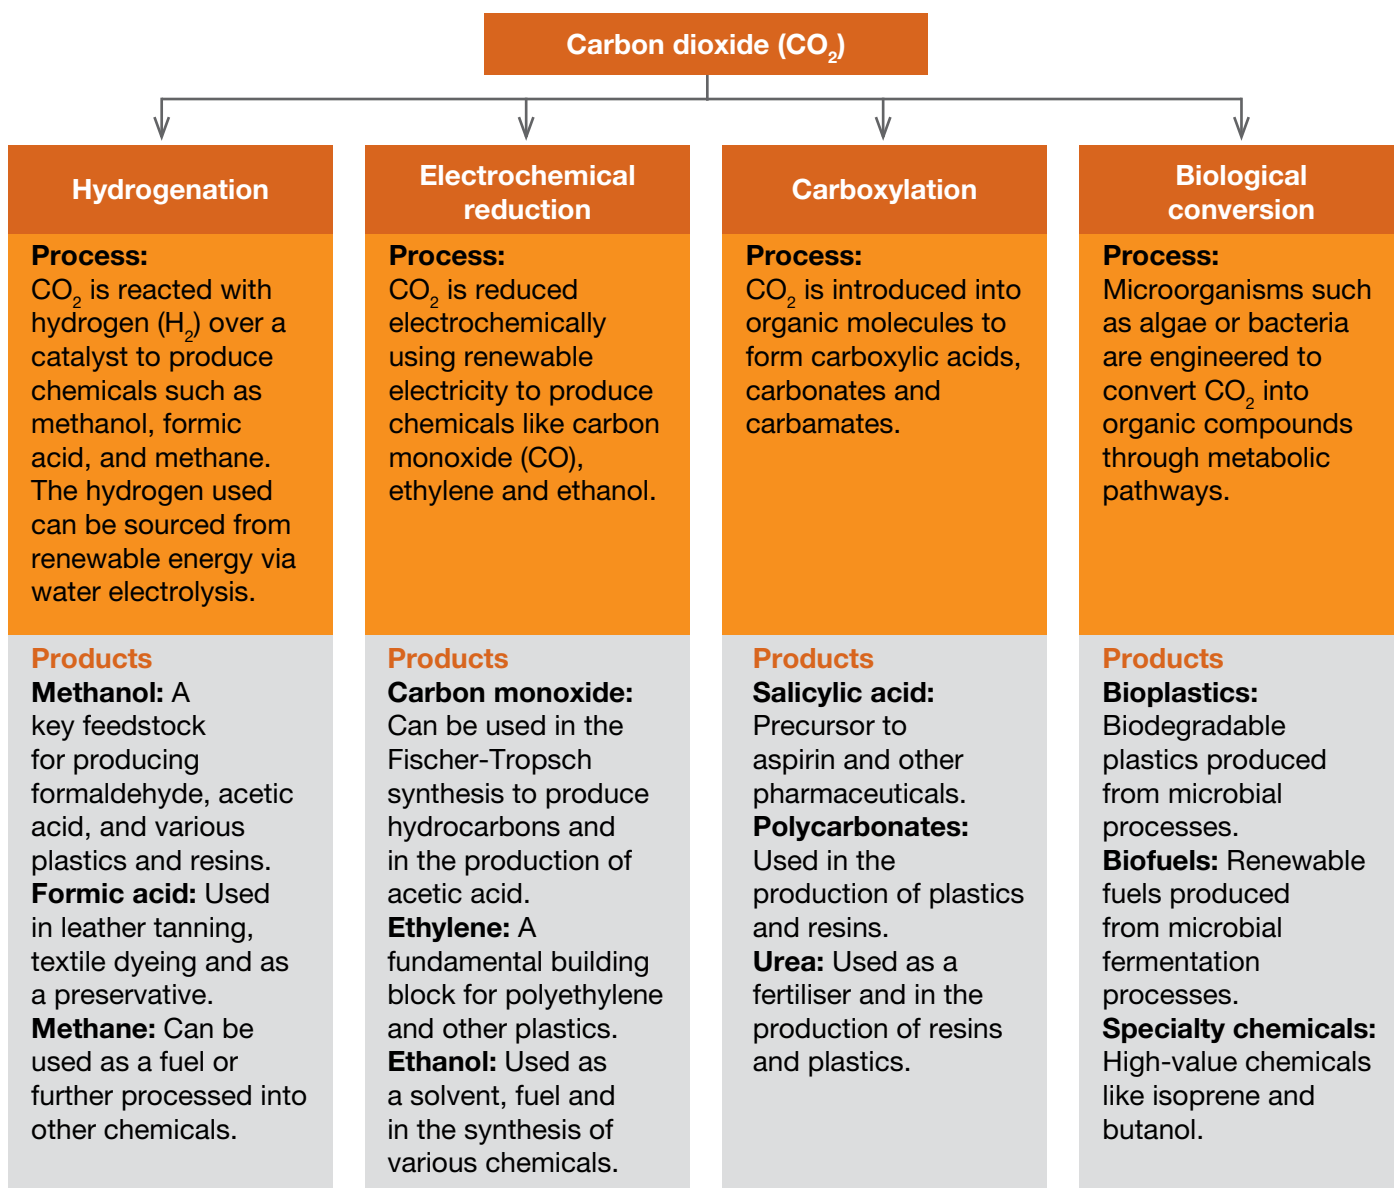 Carbon dioxide (CO₂)
Hydrogenation
Process:
CO₂ is reacted with
hydrogen (H₂) over a
catalyst to produce
chemicals such as
methanol, formic
acid, and methane.
The hydrogen used
can be sourced from
renewable energy via
water electrolysis.
Products
Methanol: A
key feedstock
for producing
formaldehyde, acetic
acid, and various
plastics and resins.
Formic acid: Used
in leather tanning,
textile dyeing and as
a preservative.
Methane: Can be
used as a fuel or
further processed into
other chemicals.
Electrochemical
reduction
Process:
CO₂ is reduced
electrochemically
using renewable
electricity to produce
chemicals like carbon
monoxide (CO),
ethylene and ethanol.
Products
Carbon monoxide:
Can be used in the
Fischer-Tropsch
synthesis to produce
hydrocarbons and
in the production of
acetic acid.
Ethylene: A
fundamental building
block for polyethylene
and other plastics.
Ethanol: Used as
a solvent, fuel and
in the synthesis of
various chemicals.
Carboxylation
Process:
CO₂ is introduced into
organic molecules to
form carboxylic acids,
carbonates and
carbamates.
Products
Salicylic acid:
Precursor to
aspirin and other
pharmaceuticals.
Polycarbonates:
Used in the
production of plastics
and resins.
Urea: Used as a
fertiliser and in the
production of resins
and plastics.
Biological
conversion
Process:
Microorganisms such
as algae or bacteria
are engineered to
convert CO₂ into
organic compounds
through metabolic
pathways.
Products
Bioplastics:
Biodegradable
plastics produced
from microbial
processes.
Biofuels: Renewable
fuels produced
from microbial
fermentation
processes.
Specialty chemicals:
High-value chemicals
like isoprene and
butanol.